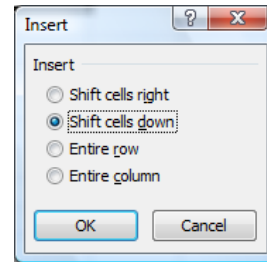 Insert
Insert
Shift cells right
Shift cells down
Entire row
Entire column
OK
Cancel